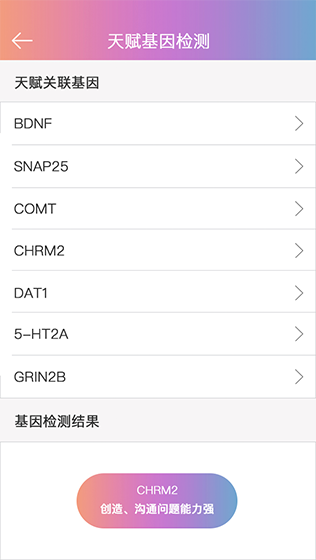 天赋基因检测
天赋关联基因
BDNF
SNAP25
COMT
CHRM2
DAT1
5-HT2A
GRIN2B
基因检测结果
CHRM2
创造、沟通问题能力强